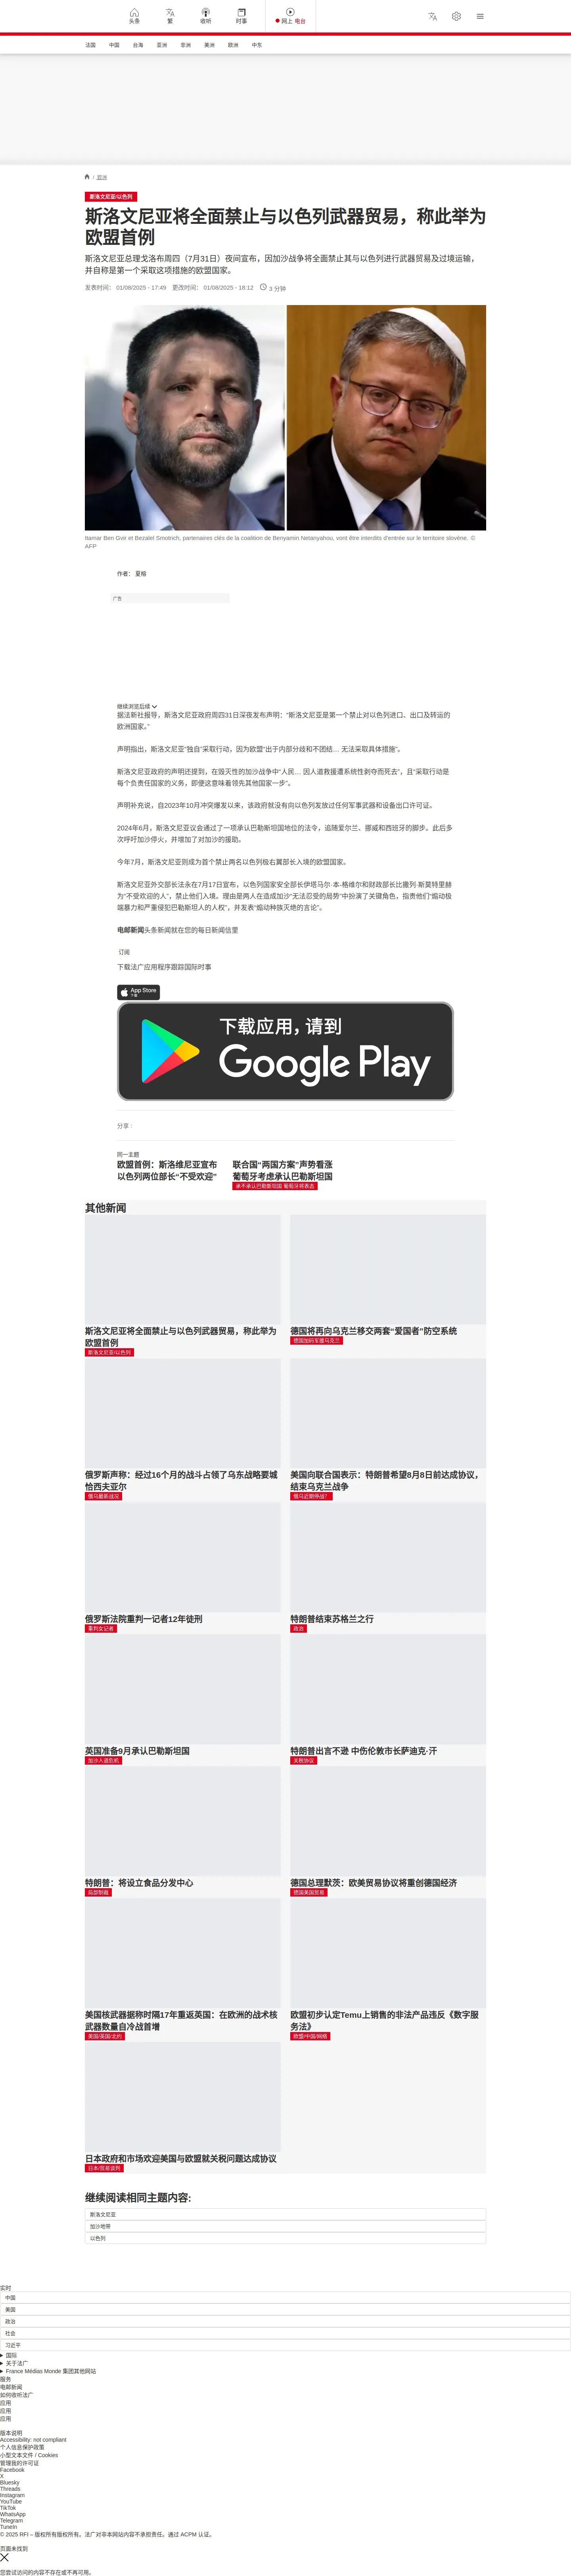 头条
繁
收听
时事
网上 电台
法国 中国 台海 亚洲 非洲 美洲 欧洲 中东
/ 欧洲
斯洛文尼亚/以色列
斯洛文尼亚将全面禁止与以色列武器贸易，称此举为
欧盟首例
斯洛文尼亚总理戈洛布周四（7月31日）夜间宣布，因加沙战争将全面禁止其与以色列进行武器贸易及过境运输，
并自称是第一个采取这项措施的欧盟国家。
发表时间： 01/08/2025 - 17:49 更改时间： 01/08/2025 - 18:12 3 分钟
Itamar Ben Gvir et Bezalel Smotrich, partenaires clés de la coalition de Benyamin Netanyahou, vont être interdits d'entrée sur le territoire slovène. ©
AFP
作者： 夏榕
广告
继续浏览后续
据法新社报导，斯洛文尼亚政府周四31日深夜发布声明：“斯洛文尼亚是第一个禁止对以色列进口、出口及转运的
欧洲国家。”
声明指出，斯洛文尼亚“独自”采取行动，因为欧盟“出于内部分歧和不团结… 无法采取具体措施”。
斯洛文尼亚政府的声明还提到，在毁灭性的加沙战争中“人民… 因人道救援遭系统性剥夺而死去”，且“采取行动是
每个负责任国家的义务，即便这意味着领先其他国家一步”。
声明补充说，自2023年10月冲突爆发以来，该政府就没有向以色列发放过任何军事武器和设备出口许可证。
2024年6月，斯洛文尼亚议会通过了一项承认巴勒斯坦国地位的法令，追随爱尔兰、挪威和西班牙的脚步。此后多
次呼吁加沙停火，并增加了对加沙的援助。
今年7月，斯洛文尼亚则成为首个禁止两名以色列极右翼部长入境的欧盟国家。
斯洛文尼亚外交部长法永在7月17日宣布，以色列国家安全部长伊塔马尔·本-格维尔和财政部长比撒列·斯莫特里赫
为“不受欢迎的人”，禁止他们入境。理由是两人在造成加沙“无法忍受的局势”中扮演了关键角色，指责他们“煽动极
端暴力和严重侵犯巴勒斯坦人的人权”，并发表“煽动种族灭绝的言论”。
电邮新闻头条新闻就在您的每日新闻信里
订阅
下载法广应用程序跟踪国际时事
App Store
下载
下载应用，请到
Google Play
分享 :
同一主题
欧盟首例：斯洛维尼亚宣布
以色列两位部长“不受欢迎”
联合国“两国方案”声势看涨
葡萄牙考虑承认巴勒斯坦国
承不承认巴勒斯坦国 葡萄牙将表态
其他新闻
斯洛文尼亚将全面禁止与以色列武器贸易，称此举为
欧盟首例
斯洛文尼亚/以色列
德国将再向乌克兰移交两套“爱国者”防空系统
德国加码军援乌克兰
俄罗斯声称：经过16个月的战斗占领了乌东战略要城
恰西夫亚尔
俄乌最新战况
美国向联合国表示：特朗普希望8月8日前达成协议，
结束乌克兰战争
俄乌近期停战？
俄罗斯法院重判一记者12年徒刑
重判女记者
特朗普结束苏格兰之行
政治
英国准备9月承认巴勒斯坦国
加沙人道危机
特朗普出言不逊 中伤伦敦市长萨迪克·汗
关税协议
特朗普：将设立食品分发中心
局部制裁
德国总理默茨：欧美贸易协议将重创德国经济
德国美国贸易
美国核武器据称时隔17年重返英国：在欧洲的战术核
武器数量自冷战首增
美国/英国/北约
欧盟初步认定Temu上销售的非法产品违反《数字服
务法》
欧盟/中国/网络
日本政府和市场欢迎美国与欧盟就关税问题达成协议
日本/贸易谈判
继续阅读相同主题内容:
斯洛文尼亚
加沙地带
以色列
实时
中国
美国
政治
社会
习近平
国际
关于法广
France Médias Monde 集团其他网站
服务
电邮新闻
如何收听法广
应用
应用
应用
版本说明
Accessibility: not compliant
个人信息保护政策
小型文本文件 / Cookies
管理我的许可证
Facebook
X
Bluesky
Threads
Instagram
YouTube
TikTok
WhatsApp
Telegram
TuneIn
© 2025 RFI – 版权所有版权所有。法广对非本网站内容不承担责任。通过 ACPM 认证。
页面未找到
您尝试访问的内容不存在或不再可用。